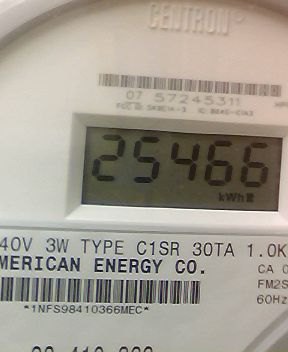 CENTRON®
07 57245311
25466
kWh
40V 3W TYPE C1SR 30TA 1.0K
MERICAN ENERGY CO.
CA 0
FM2S
60Hz
*1NFS98410366MEC*